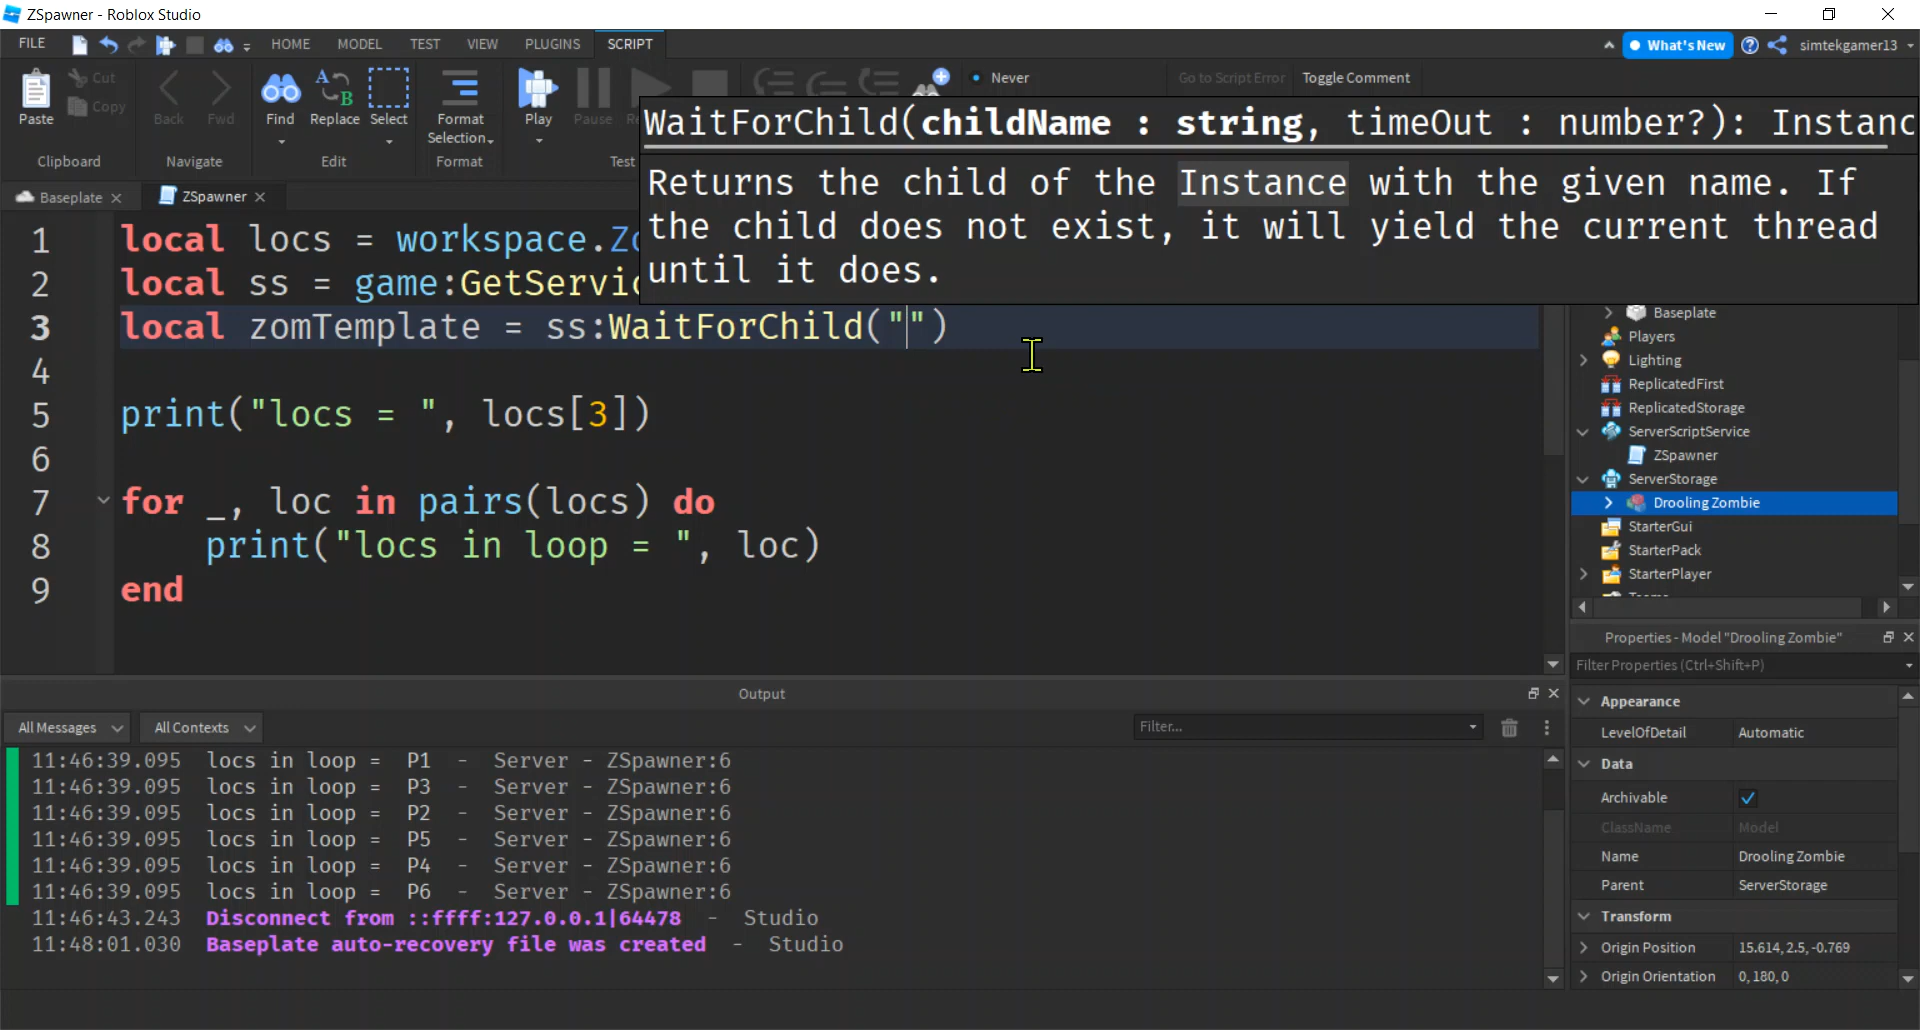 ZSpawner - Roblox Studio
FILE HOME MODEL TEST VIEW PLUGINS SCRIPT What's New simtekgamer13
Paste Cut Copy Back Fwd Find Replace Select Format Selection Play Pause Never Go to Script Error Toggle Comment
Clipboard Navigate Edit Format Test
WaitForChild(childName : string, timeOut : number?): Instanc
Returns the child of the Instance with the given name. If
the child does not exist, it will yield the current thread
until it does.
Baseplate ZSpawner
1 local locs = workspace.
2 local ss = game:GetServi
3 local zomTemplate = ss:WaitForChild("")
4
5 print("locs = ", locs[3])
6
7 for _, loc in pairs(locs) do
8 print("locs in loop = ", loc)
9 end
Baseplate
Players
Lighting
ReplicatedFirst
ReplicatedStorage
ServerScriptService
ZSpawner
ServerStorage
Drooling Zombie
StarterGui
StarterPack
StarterPlayer
Properties - Model "Drooling Zombie"
Filter Properties (Ctrl+Shift+P)
Appearance
LevelOfDetail Automatic
Data
Archivable
ClassName Model
Name Drooling Zombie
Parent ServerStorage
Transform
Origin Position 15.614, 2.5, -0.769
Origin Orientation 0, 180, 0
Output
All Messages All Contexts Filter...
11:46:39.095 locs in loop = P1 - Server - ZSpawner:6
11:46:39.095 locs in loop = P3 - Server - ZSpawner:6
11:46:39.095 locs in loop = P2 - Server - ZSpawner:6
11:46:39.095 locs in loop = P5 - Server - ZSpawner:6
11:46:39.095 locs in loop = P4 - Server - ZSpawner:6
11:46:39.095 locs in loop = P6 - Server - ZSpawner:6
11:46:43.243 Disconnect from ::ffff:127.0.0.1|64478 - Studio
11:48:01.030 Baseplate auto-recovery file was created - Studio